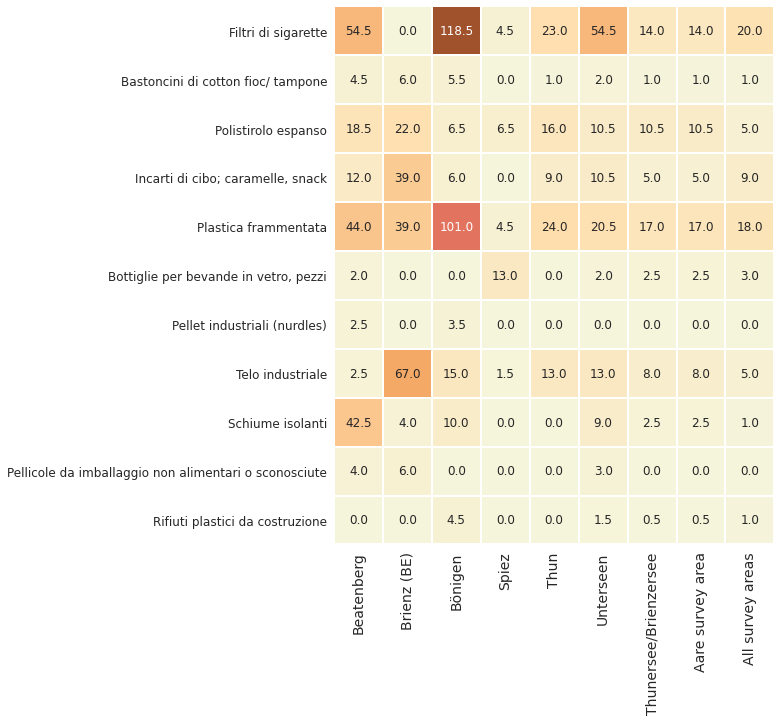 Filtri di sigarette 54.5 0.0 118.5 4.5 23.0 54.5 14.0 14.0 20.0
Bastoncini di cotton fioc/ tampone 4.5 6.0 5.5 0.0 1.0 2.0 1.0 1.0 1.0
Polistirolo espanso 18.5 22.0 6.5 6.5 16.0 10.5 10.5 10.5 5.0
Incarti di cibo; caramelle, snack 12.0 39.0 6.0 0.0 9.0 10.5 5.0 5.0 9.0
Plastica frammentata 44.0 39.0 101.0 4.5 24.0 20.5 17.0 17.0 18.0
Bottiglie per bevande in vetro, pezzi 2.0 0.0 0.0 13.0 0.0 2.0 2.5 2.5 3.0
Pellet industriali (nurdles) 2.5 0.0 3.5 0.0 0.0 0.0 0.0 0.0 0.0
Telo industriale 2.5 67.0 15.0 1.5 13.0 13.0 8.0 8.0 5.0
Schiume isolanti 42.5 4.0 10.0 0.0 0.0 9.0 2.5 2.5 1.0
Pellicole da imballaggio non alimentari o sconosciute 4.0 6.0 0.0 0.0 0.0 3.0 0.0 0.0 0.0
Rifiuti plastici da costruzione 0.0 0.0 4.5 0.0 0.0 1.5 0.5 0.5 1.0
Beatenberg
Brienz (BE)
Bönigen
Spiez
Thun
Unterseen
Thunersee/Brienzersee
Aare survey area
All survey areas